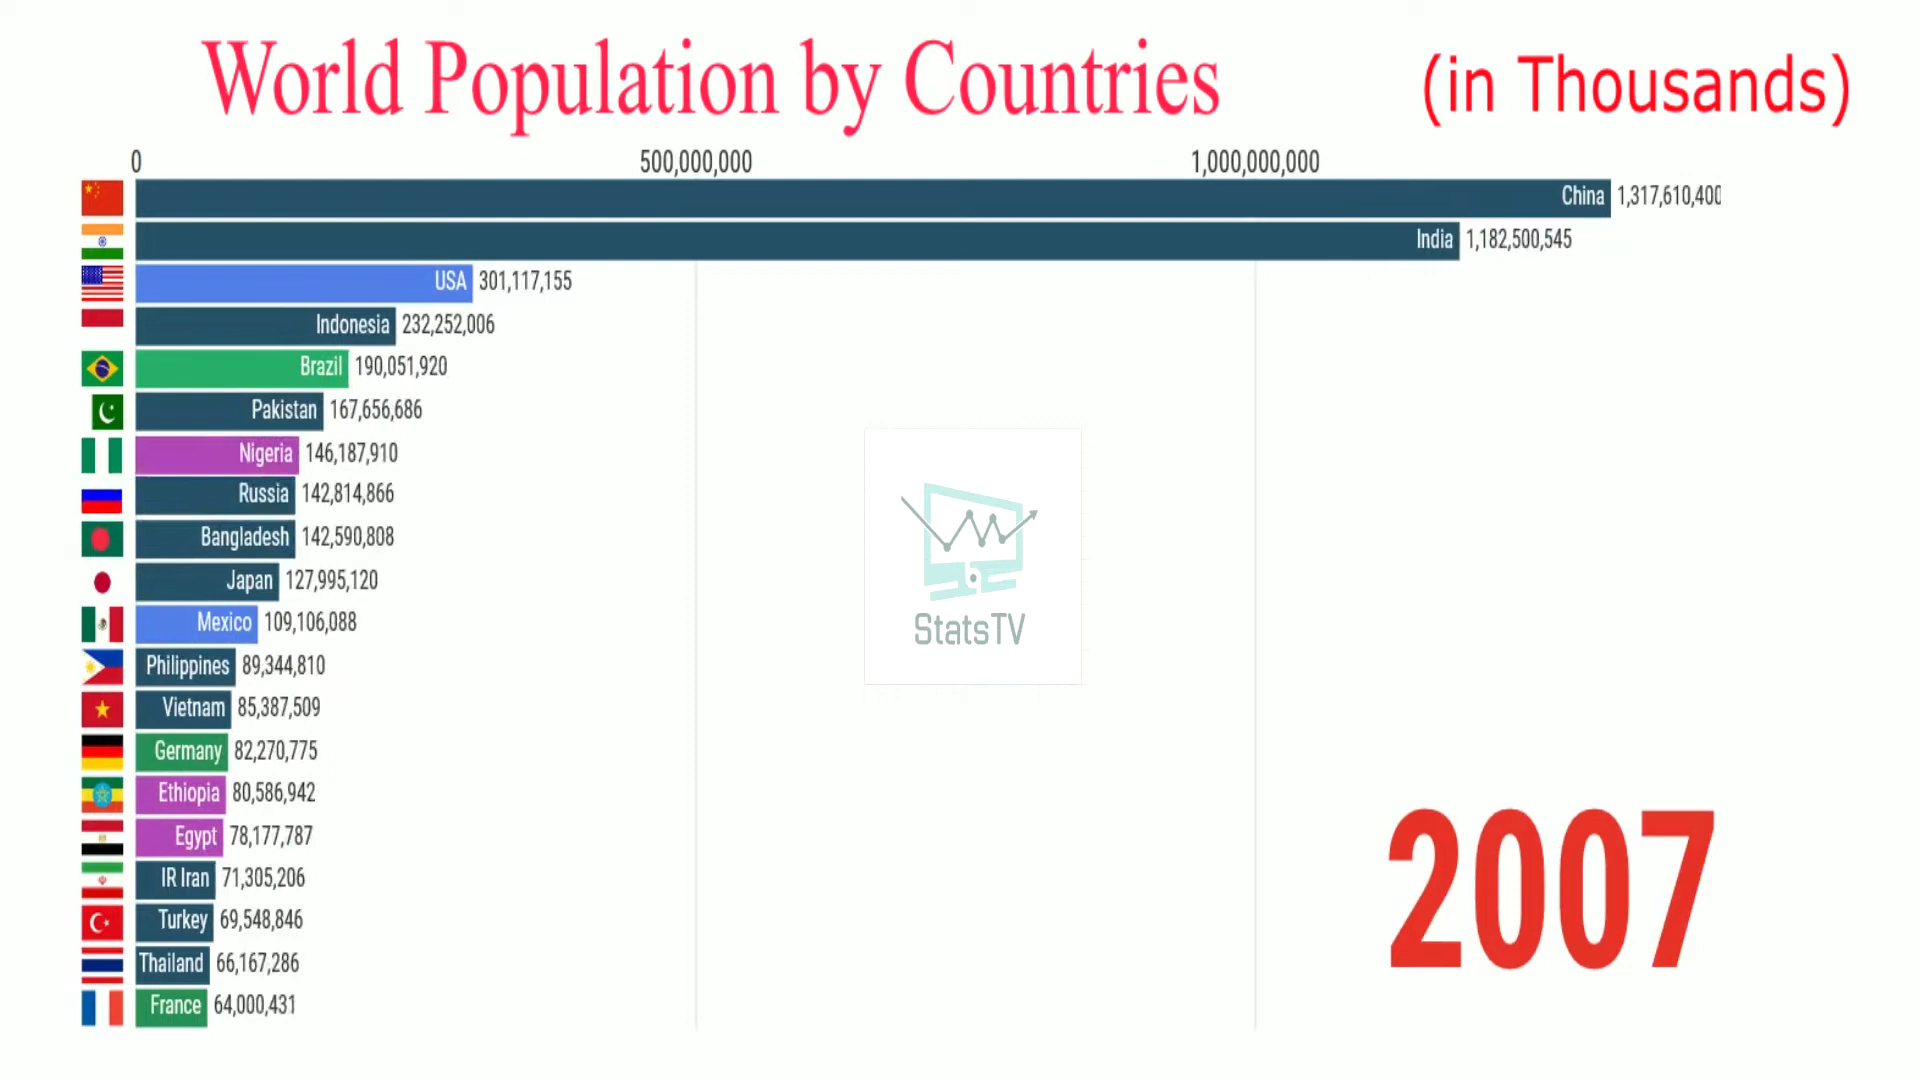 World Population by Countries (in Thousands)
0 500,000,000 1,000,000,000
China 1,317,610,400
India 1,182,500,545
USA 301,117,155
Indonesia 232,252,006
Brazil 190,051,920
Pakistan 167,656,686
Nigeria 146,187,910
Russia 142,814,866
Bangladesh 142,590,808
Japan 127,995,120
Mexico 109,106,088
Philippines 89,344,810
Vietnam 85,387,509
Germany 82,270,775
Ethiopia 80,586,942
Egypt 78,177,787
IR Iran 71,305,206
Turkey 69,548,846
Thailand 66,167,286
France 64,000,431
StatsTV
2007